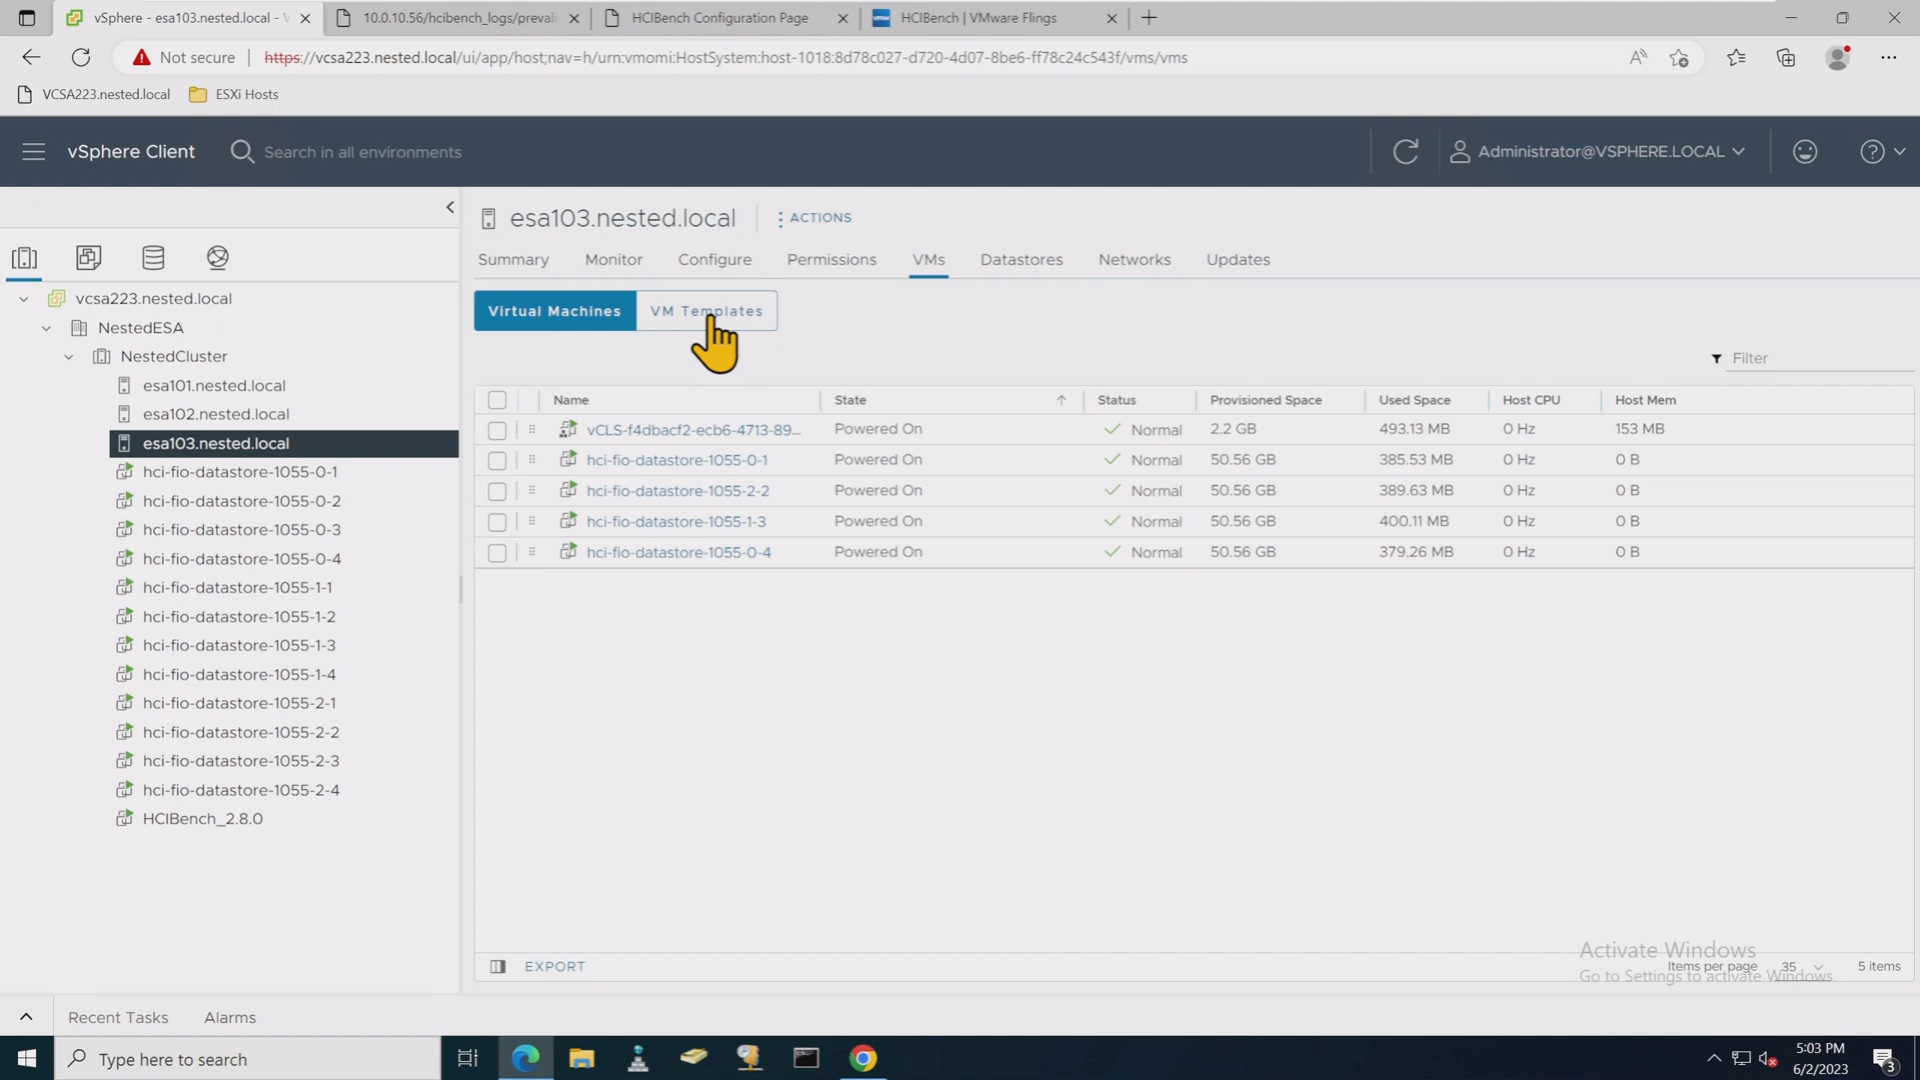 vSphere - esa103.nested.local - V
10.0.10.56/hcibench_logs/prevali
HCIBench Configuration Page
HCIBench | VMware Flings
Not secure
https://vcsa223.nested.local/ui/app/host;nav=h/urn:vmomi:HostSystem:host-1018:8d78c027-d720-4d07-8be6-ff78c24c543f/vms/vms
VCSA223.nested.local
ESXi Hosts
vSphere Client
Search in all environments
Administrator@VSPHERE.LOCAL
esa103.nested.local
ACTIONS
Summary
Monitor
Configure
Permissions
VMs
Datastores
Networks
Updates
vcsa223.nested.local
NestedESA
NestedCluster
esa101.nested.local
esa102.nested.local
esa103.nested.local
hci-fio-datastore-1055-0-1
hci-fio-datastore-1055-0-2
hci-fio-datastore-1055-0-3
hci-fio-datastore-1055-0-4
hci-fio-datastore-1055-1-1
hci-fio-datastore-1055-1-2
hci-fio-datastore-1055-1-3
hci-fio-datastore-1055-1-4
hci-fio-datastore-1055-2-1
hci-fio-datastore-1055-2-2
hci-fio-datastore-1055-2-3
hci-fio-datastore-1055-2-4
HCIBench_2.8.0
Virtual Machines
VM Templates
Filter
Name State Status Provisioned Space Used Space Host CPU Host Mem
vCLS-f4dbacf2-ecb6-4713-89... Powered On Normal 2.2 GB 493.13 MB 0 Hz 153 MB
hci-fio-datastore-1055-0-1 Powered On Normal 50.56 GB 385.53 MB 0 Hz 0 B
hci-fio-datastore-1055-2-2 Powered On Normal 50.56 GB 389.63 MB 0 Hz 0 B
hci-fio-datastore-1055-1-3 Powered On Normal 50.56 GB 400.11 MB 0 Hz 0 B
hci-fio-datastore-1055-0-4 Powered On Normal 50.56 GB 379.26 MB 0 Hz 0 B
EXPORT
Items per page 35
5 items
Activate Windows
Go to Settings to activate Windows.
Recent Tasks
Alarms
Type here to search
5:03 PM
6/2/2023
3